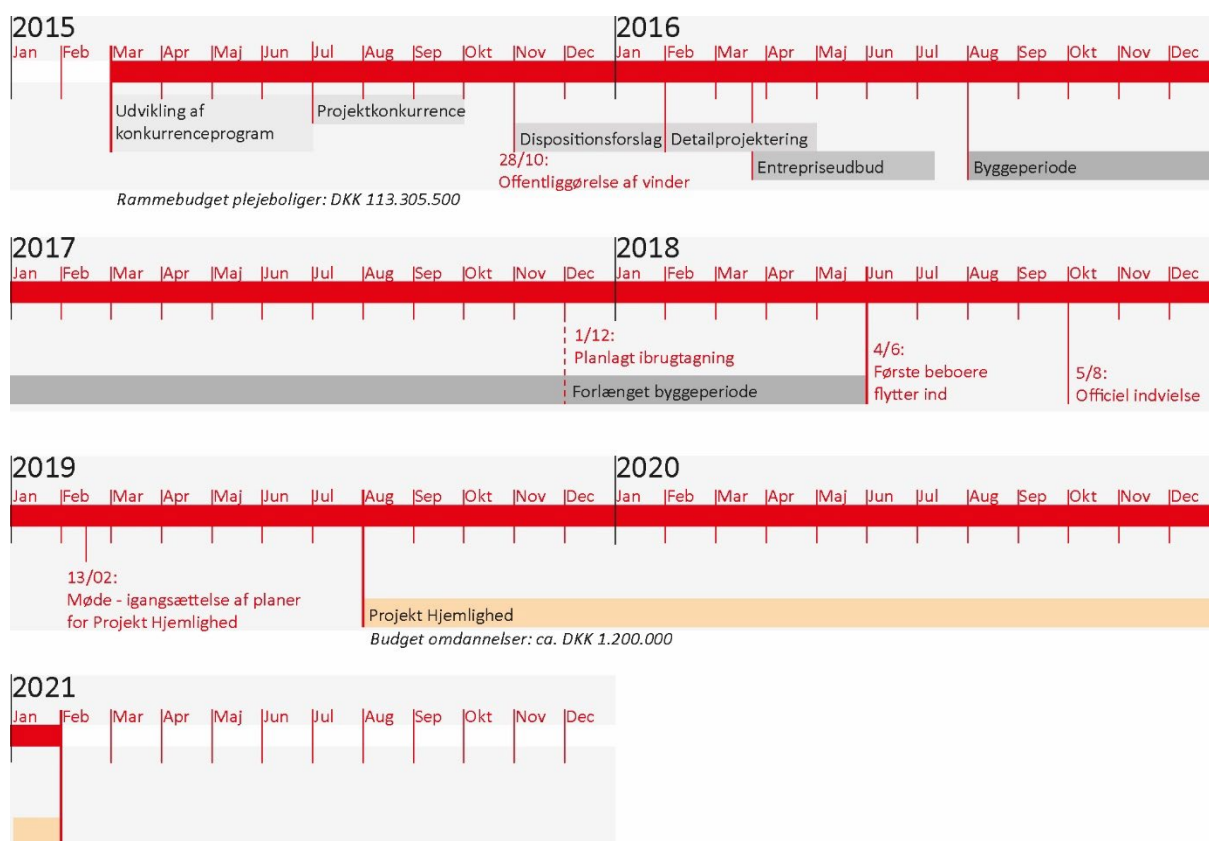 2015 2016
Jan Feb Mar Apr Maj Jun Jul Aug Sep Okt Nov Dec Jan Feb Mar Apr Maj Jun Jul Aug Sep Okt Nov Dec
Udvikling af
konkurrenceprogram
Projektkonkurrence
Dispositionsforslag
Detailprojektering
28/10:
Offentliggørelse af vinder
Entrepriseudbud
Byggeperiode
Rammebudget plejeboliger: DKK 113.305.500
2017 2018
Jan Feb Mar Apr Maj Jun Jul Aug Sep Okt Nov Dec Jan Feb Mar Apr Maj Jun Jul Aug Sep Okt Nov Dec
1/12:
Planlagt ibrugtagning
Forlænget byggeperiode
4/6:
Første beboere
flytter ind
5/8:
Officiel indvielse
2019 2020
Jan Feb Mar Apr Maj Jun Jul Aug Sep Okt Nov Dec Jan Feb Mar Apr Maj Jun Jul Aug Sep Okt Nov Dec
13/02:
Møde - igangsættelse af planer
for Projekt Hjemlighed
Projekt Hjemlighed
Budget omdannelser: ca. DKK 1.200.000
2021
Jan Feb Mar Apr Maj Jun Jul Aug Sep Okt Nov Dec